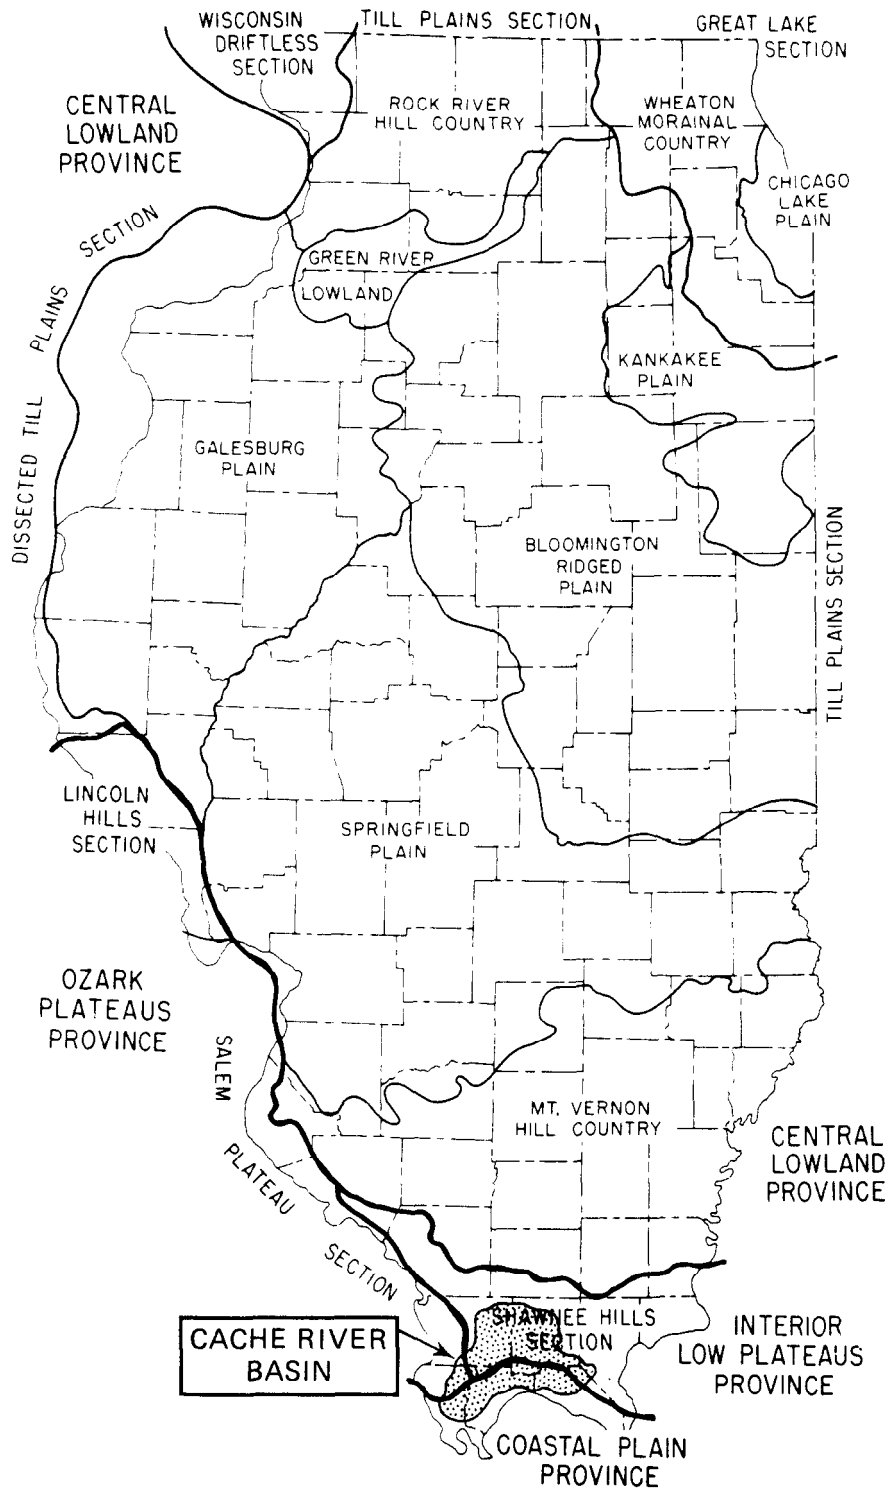 WISCONSIN
DRIFTLESS
SECTION
TILL PLAINS SECTION
GREAT LAKE
SECTION
CENTRAL
LOWLAND
PROVINCE
ROCK RIVER
HILL COUNTRY
WHEATON
MORAINAL
COUNTRY
CHICAGO
LAKE
PLAIN
DISSECTED TILL PLAINS SECTION
GREEN RIVER
LOWLAND
KANKAKEE
PLAIN
GALESBURG
PLAIN
BLOOMINGTON
RIDGED
PLAIN
TILL PLAINS SECTION
LINCOLN
HILLS
SECTION
SPRINGFIELD
PLAIN
OZARK
PLATEAUS
PROVINCE
SALEM PLATEAU SECTION
MT. VERNON
HILL COUNTRY
CENTRAL
LOWLAND
PROVINCE
SHAWNEE HILLS
SECTION
CACHE RIVER
BASIN
INTERIOR
LOW PLATEAUS
PROVINCE
COASTAL PLAIN
PROVINCE